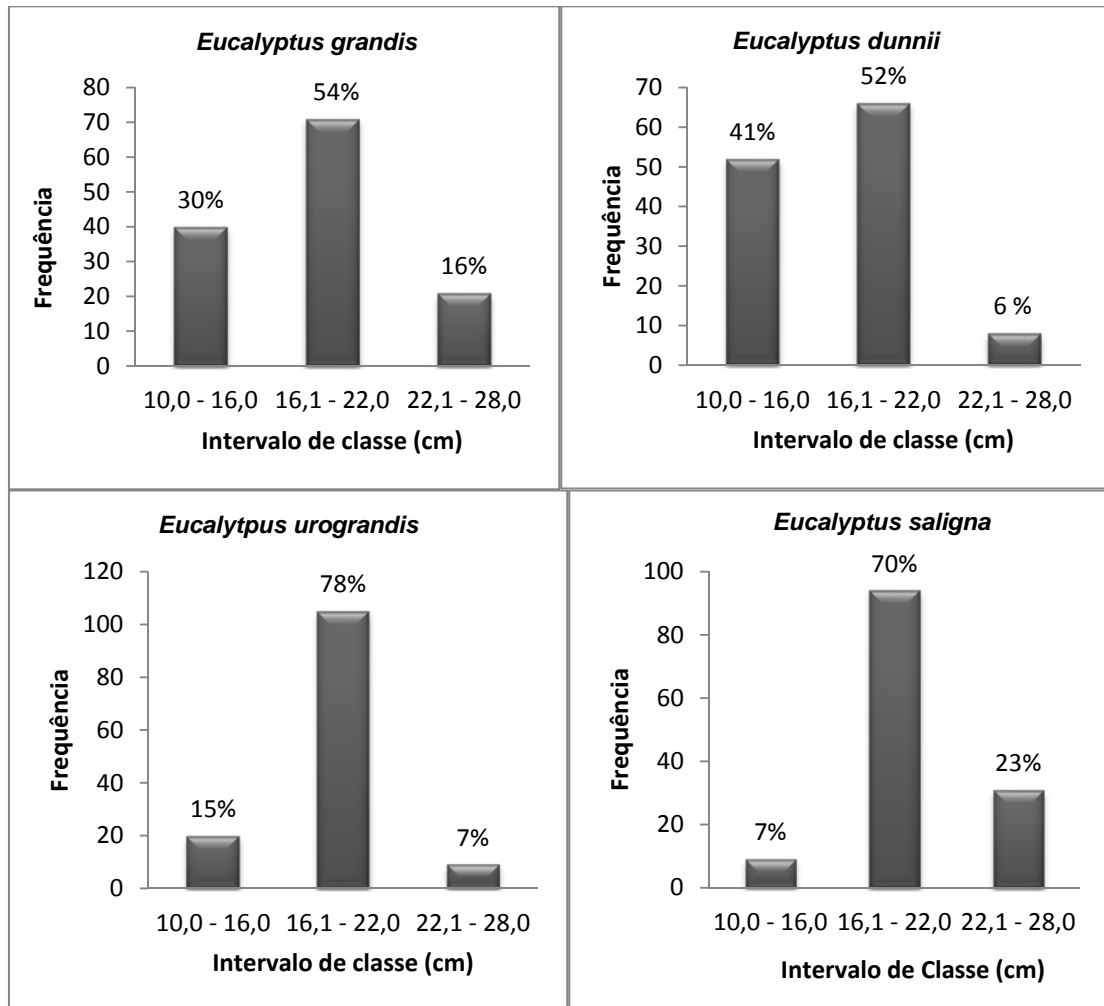 Eucalyptus grandis
80
70
60
50
40
30
20
10
0
Frequência
30%
54%
16%
10,0 - 16,0 16,1 - 22,0 22,1 - 28,0
Intervalo de classe (cm)
Eucalyptus dunnii
70
60
50
40
30
20
10
0
Frequência
41%
52%
6 %
10,0 - 16,0 16,1 - 22,0 22,1 - 28,0
Intervalo de classe (cm)
Eucalytpus urograndis
120
100
80
60
40
20
0
Frequência
15%
78%
7%
10,0 - 16,0 16,1 - 22,0 22,1 - 28,0
Intervalo de classe (cm)
Eucalyptus saligna
100
80
60
40
20
0
Frequência
7%
70%
23%
10,0 - 16,0 16,1 - 22,0 22,1 - 28,0
Intervalo de Classe (cm)